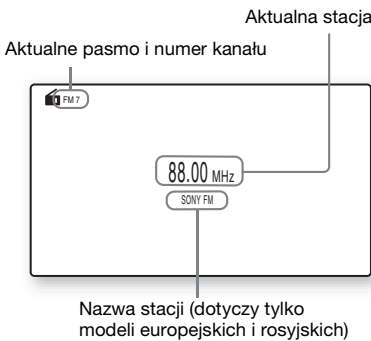 Aktualna stacja
Aktualne pasmo i numer kanału
FM 7
88.00 MHz
SONY FM
Nazwa stacji (dotyczy tylko
modeli europejskich i rosyjskich)